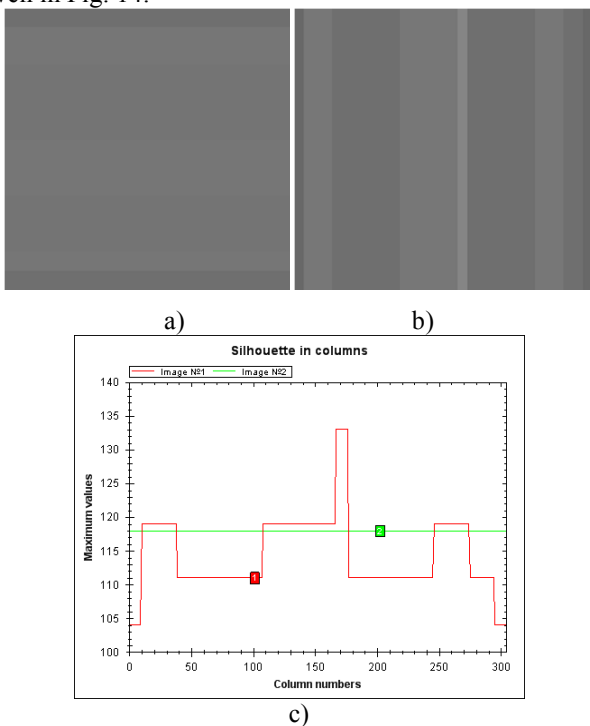 ven in Fig. 14.
a) b)
Silhouette in columns
Image №1 Image №2
140
135
130
125
120
115
110
105
100
Maximum values
1
2
0 50 100 150 200 250 300
Column numbers
c)